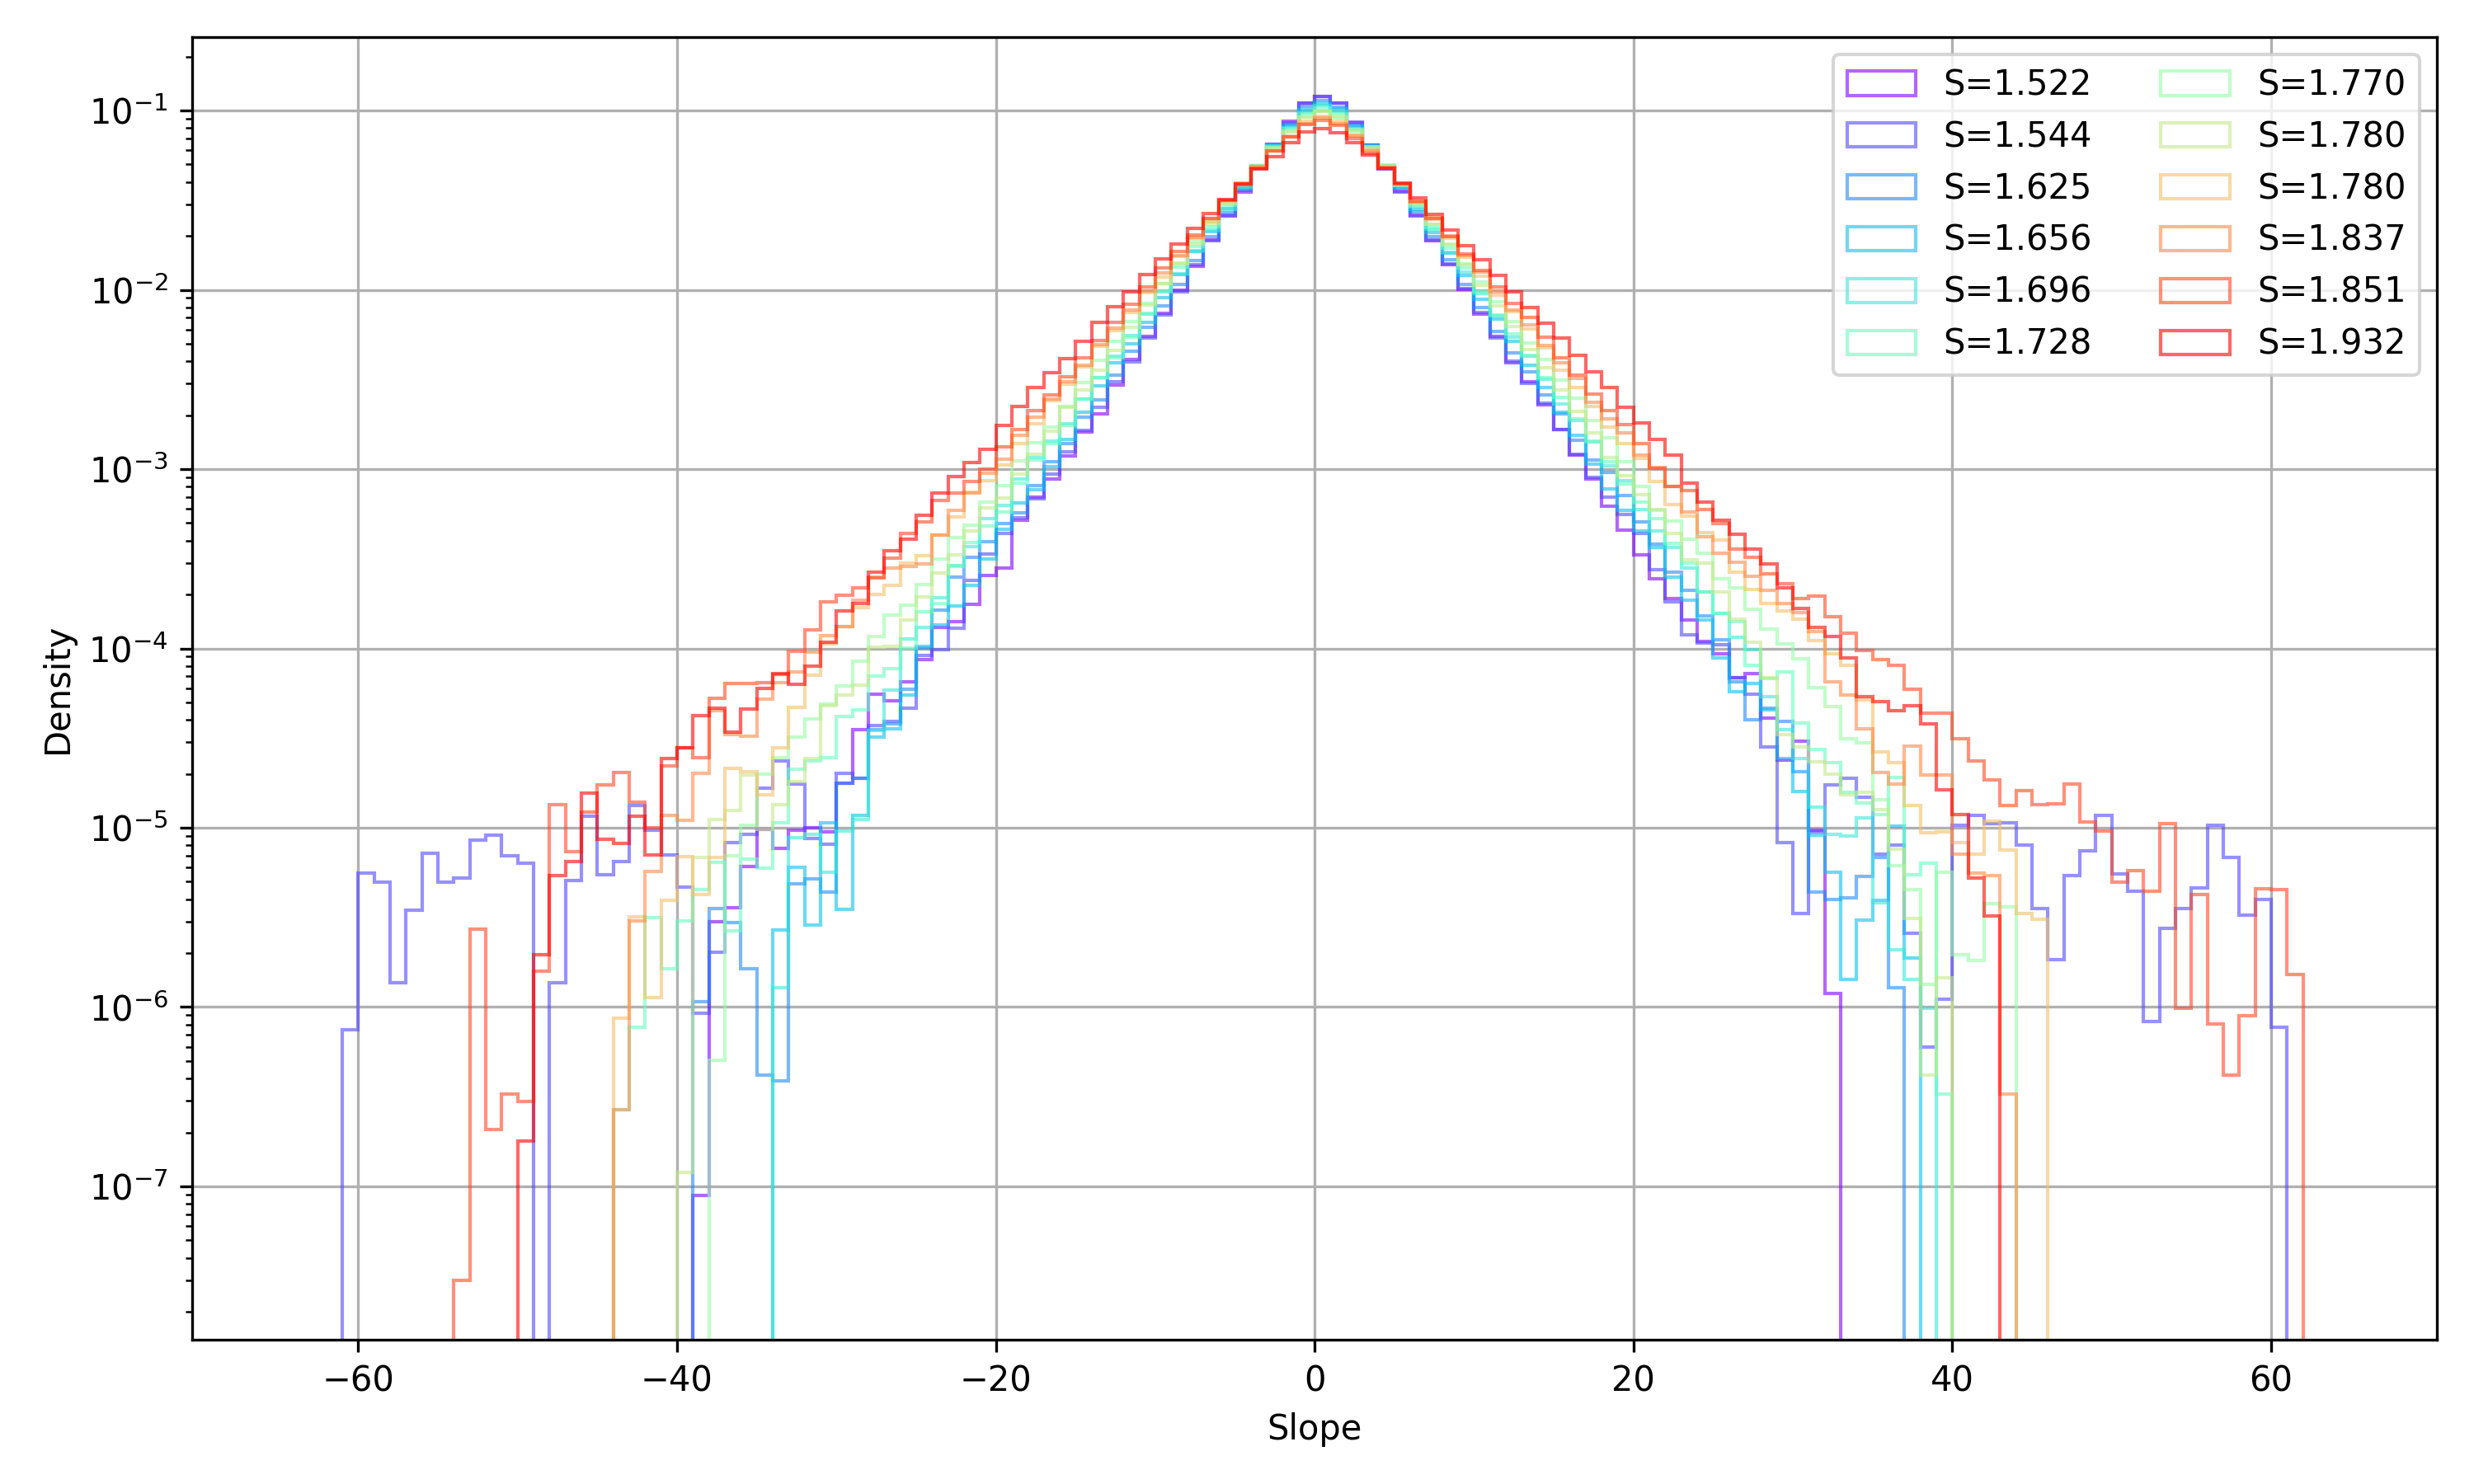 S=1.522 S=1.770
S=1.544 S=1.780
S=1.625 S=1.780
S=1.656 S=1.837
S=1.696 S=1.851
S=1.728 S=1.932
10⁻¹
10⁻²
10⁻³
10⁻⁴
10⁻⁵
10⁻⁶
10⁻⁷
Density
−60 −40 −20 0 20 40 60
Slope